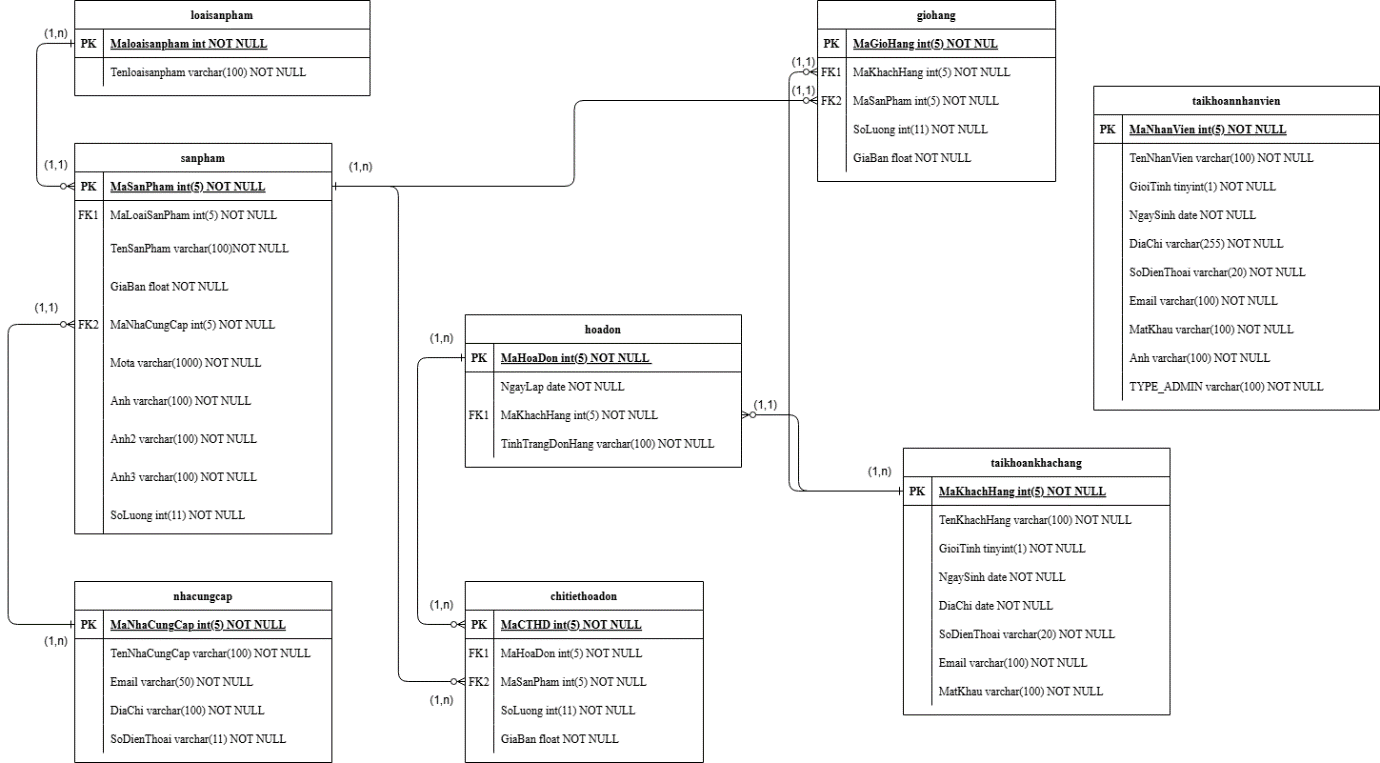 loaisanpham
(1,n)
PK Maloaisanpham int NOT NULL
Tenloaisanpham varchar(100) NOT NULL
giohang
PK MaGioHang int(5) NOT NUL
(1,1)
FK1 MaKhachHang int(5) NOT NULL
(1,1)
FK2 MaSanPham int(5) NOT NULL
SoLuong int(11) NOT NULL
GiaBan float NOT NULL
taikhoannhanvien
PK MaNhanVien int(5) NOT NULL
TenNhanVien varchar(100) NOT NULL
GioiTinh tinyint(1) NOT NULL
NgaySinh date NOT NULL
DiaChi varchar(255) NOT NULL
SoDienThoai varchar(20) NOT NULL
Email varchar(100) NOT NULL
MatKhau varchar(100) NOT NULL
Anh varchar(100) NOT NULL
TYPE_ADMIN varchar(100) NOT NULL
sanpham
(1,1)
(1,n)
PK MaSanPham int(5) NOT NULL
FK1 MaLoaiSanPham int(5) NOT NULL
TenSanPham varchar(100)NOT NULL
GiaBan float NOT NULL
(1,1)
FK2 MaNhaCungCap int(5) NOT NULL
Mota varchar(1000) NOT NULL
Anh varchar(100) NOT NULL
Anh2 varchar(100) NOT NULL
Anh3 varchar(100) NOT NULL
SoLuong int(11) NOT NULL
hoadon
(1,n)
PK MaHoaDon int(5) NOT NULL
NgayLap date NOT NULL
(1,1)
FK1 MaKhachHang int(5) NOT NULL
TinhTrangDonHang varchar(100) NOT NULL
taikhoankhachang
(1,n)
PK MaKhachHang int(5) NOT NULL
TenKhachHang varchar(100) NOT NULL
GioiTinh tinyint(1) NOT NULL
NgaySinh date NOT NULL
DiaChi date NOT NULL
SoDienThoai varchar(20) NOT NULL
Email varchar(100) NOT NULL
MatKhau varchar(100) NOT NULL
nhacungcap
PK MaNhaCungCap int(5) NOT NULL
(1,n)
TenNhaCungCap varchar(100) NOT NULL
Email varchar(50) NOT NULL
DiaChi varchar(100) NOT NULL
SoDienThoai varchar(11) NOT NULL
chitiethoadon
(1,n)
PK MaCTHD int(5) NOT NULL
FK1 MaHoaDon int(5) NOT NULL
FK2 MaSanPham int(5) NOT NULL
(1,n)
SoLuong int(11) NOT NULL
GiaBan float NOT NULL